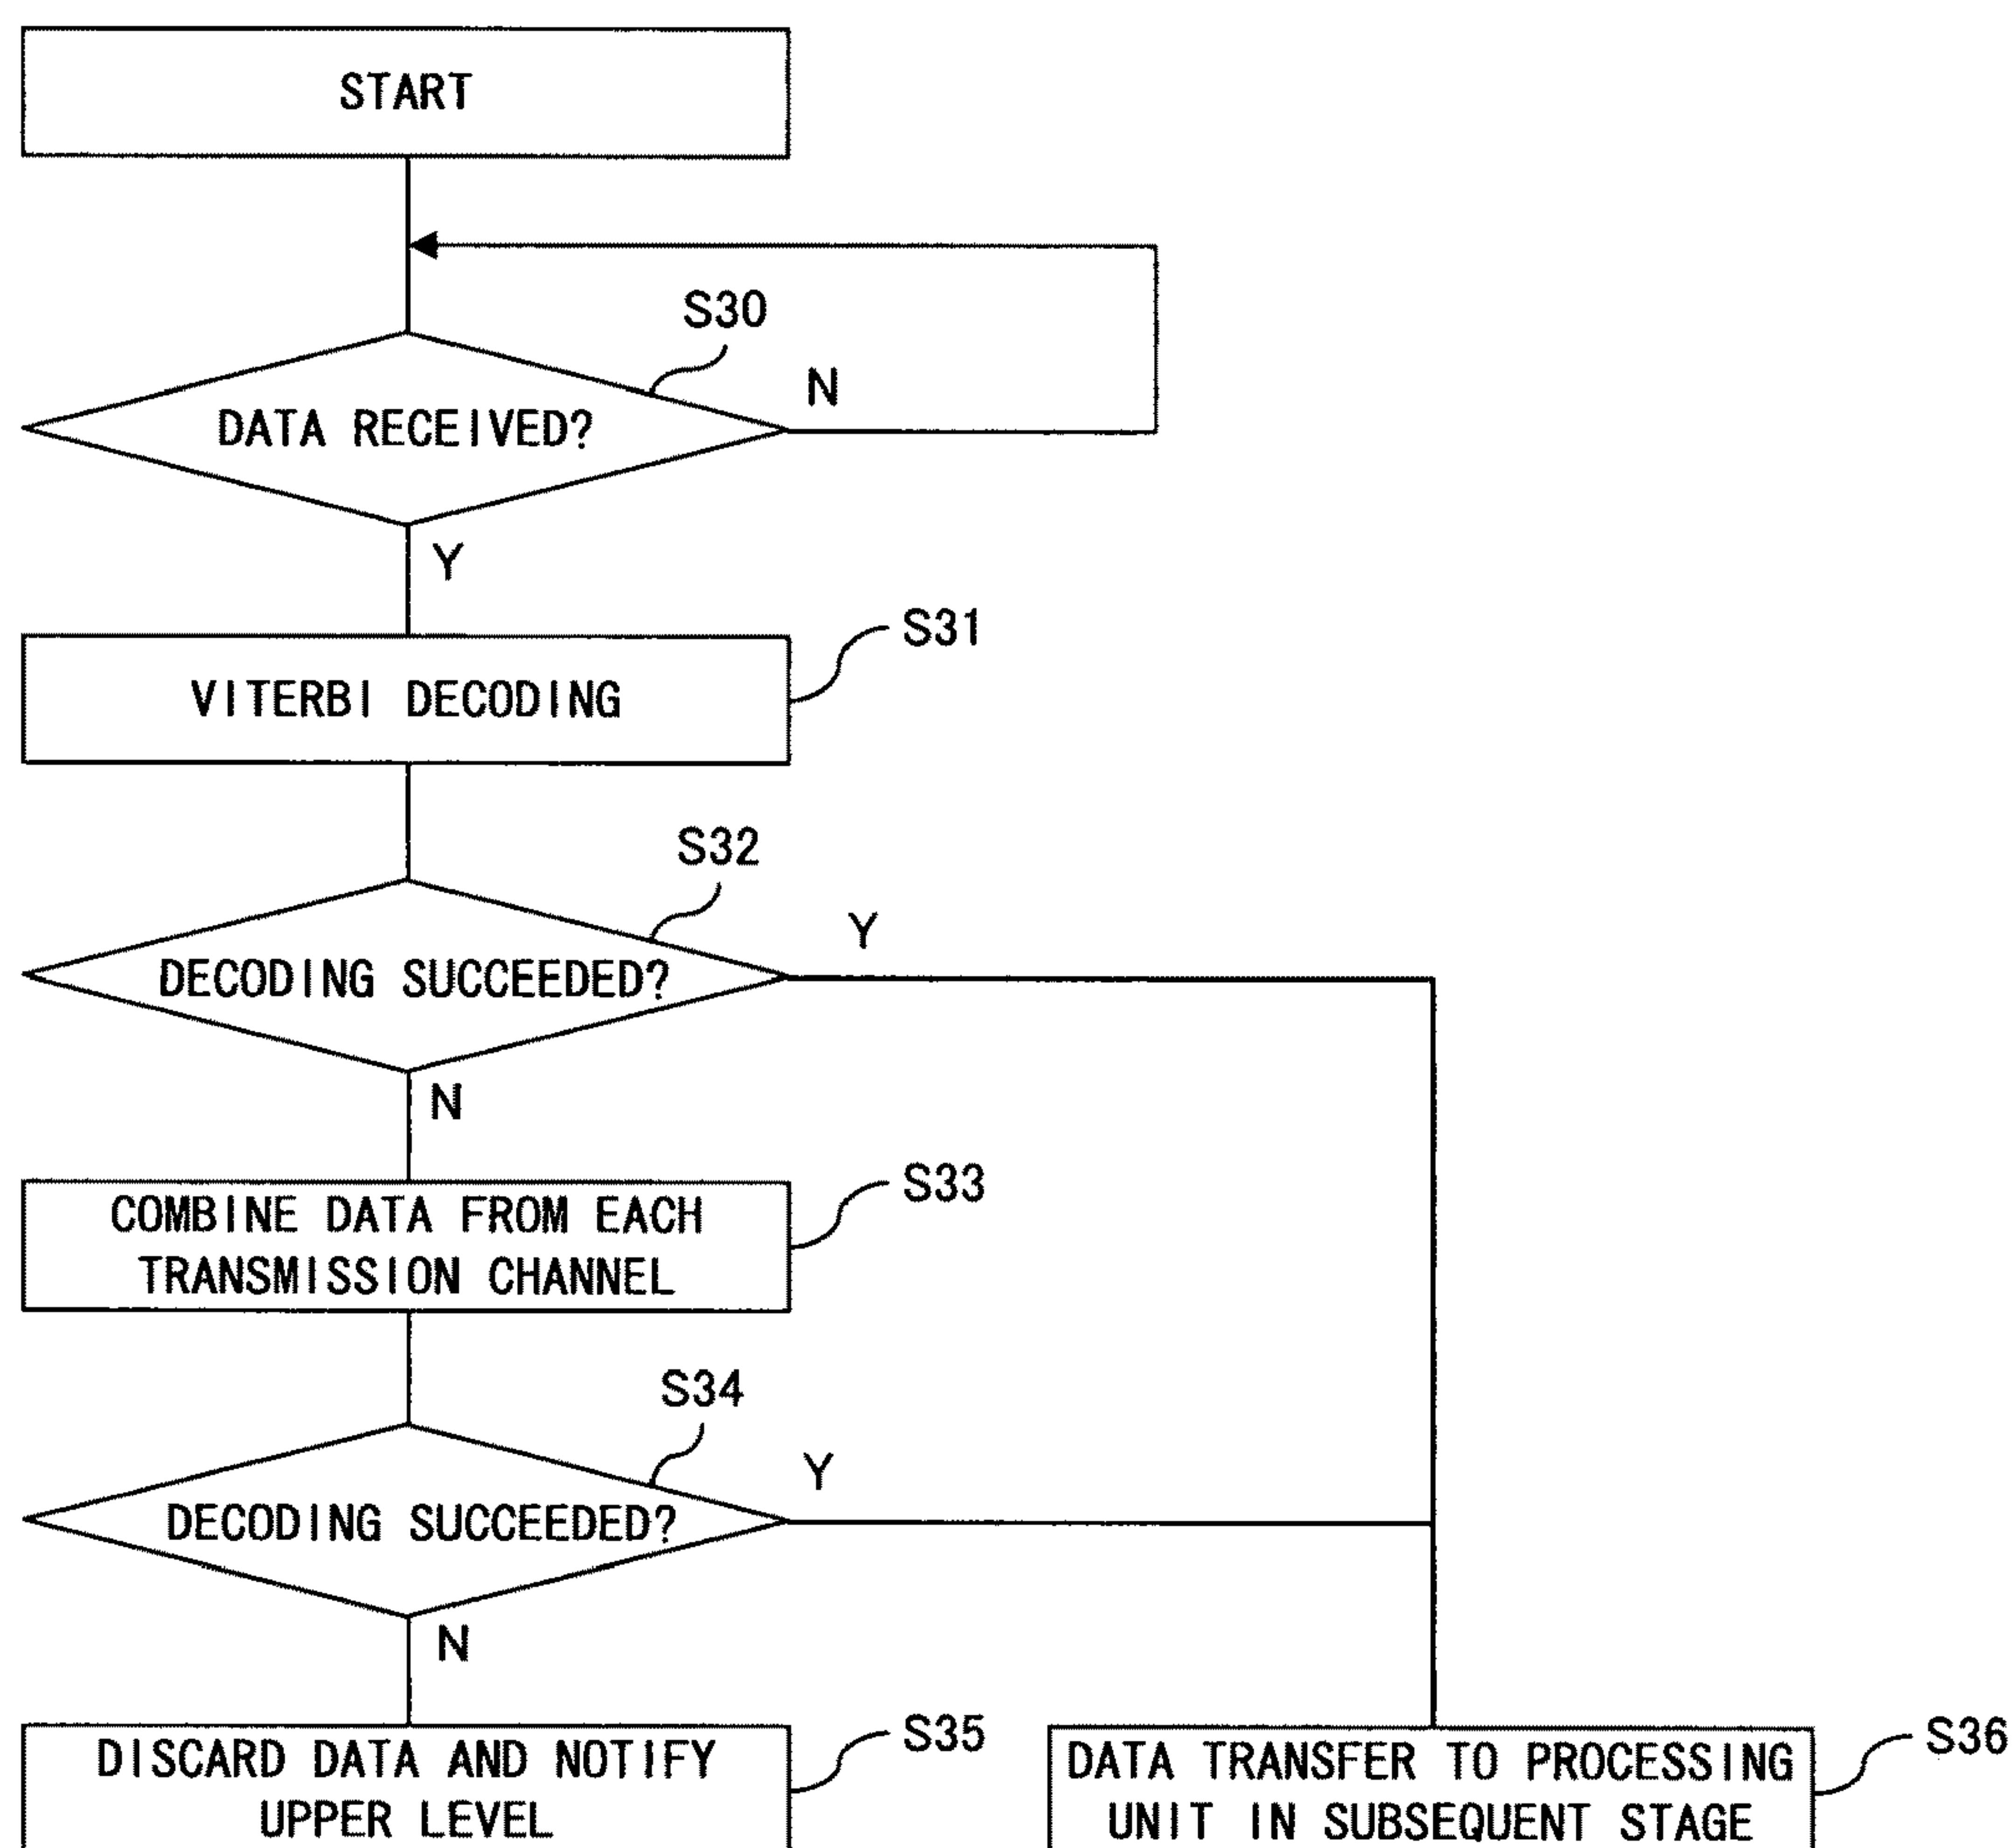 START
S30
N
DATA RECEIVED?
Y
S31
VITERBI DECODING
S32
Y
DECODING SUCCEEDED?
N
S33
COMBINE DATA FROM EACH
TRANSMISSION CHANNEL
S34
Y
DECODING SUCCEEDED?
N
S35
DISCARD DATA AND NOTIFY
UPPER LEVEL
S36
DATA TRANSFER TO PROCESSING
UNIT IN SUBSEQUENT STAGE